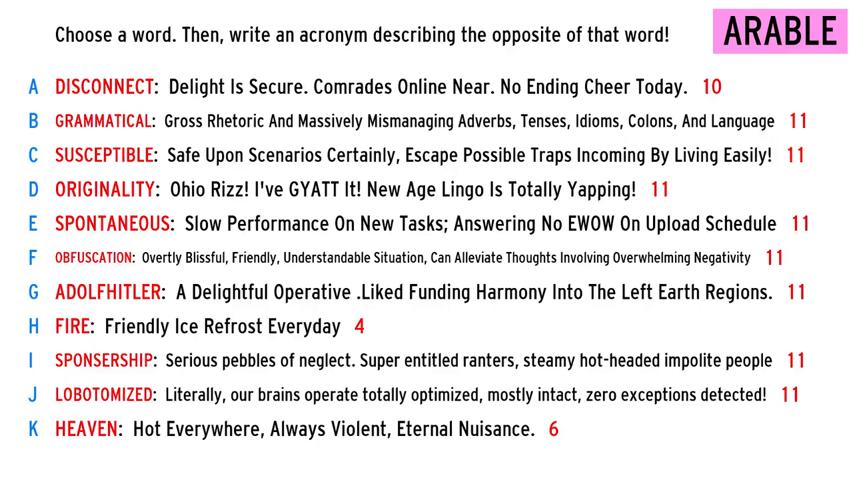 Choose a word. Then, write an acronym describing the opposite of that word!
ARABLE
A DISCONNECT: Delight Is Secure. Comrades Online Near. No Ending Cheer Today. 10
B GRAMMATICAL: Gross Rhetoric And Massively Mismanaging Adverbs, Tenses, Idioms, Colons, And Language 11
C SUSCEPTIBLE: Safe Upon Scenarios Certainly, Escape Possible Traps Incoming By Living Easily! 11
D ORIGINALITY: Ohio Rizz! I've GYATT It! New Age Lingo Is Totally Yapping! 11
E SPONTANEOUS: Slow Performance On New Tasks; Answering No EWOW On Upload Schedule 11
F OBFUSCATION: Overtly Blissful, Friendly, Understandable Situation, Can Alleviate Thoughts Involving Overwhelming Negativity 11
G ADOLFHITLER: A Delightful Operative .Liked Funding Harmony Into The Left Earth Regions. 11
H FIRE: Friendly Ice Refrost Everyday 4
I SPONSERSHIP: Serious pebbles of neglect. Super entitled ranters, steamy hot-headed impolite people 11
J LOBOTOMIZED: Literally, our brains operate totally optimized, mostly intact, zero exceptions detected! 11
K HEAVEN: Hot Everywhere, Always Violent, Eternal Nuisance. 6